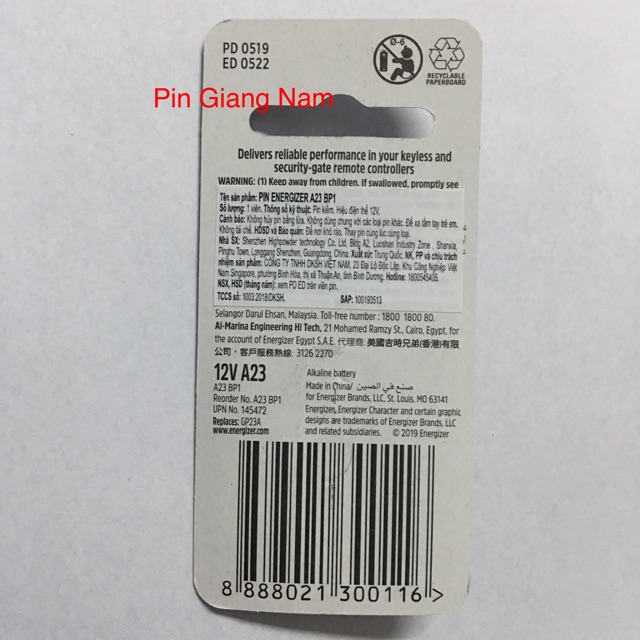 PD 0519
ED 0522
0-6
RECYCLABLE
PAPERBOARD
Pin Giang Nam
Delivers reliable performance in your keyless and
security-gate remote controllers
WARNING: (1) Keep away from children. If swallowed, promptly see
Tên sản phẩm: PIN ENERGIZER A23 BP1
Số lượng: 1 viên. Thông số kỹ thuật: Pin kiềm. Hiệu điện thế 12V.
Cảnh báo: Không hủy pin bằng lửa. Không dùng chung với các loại pin khác. Để xa tầm tay trẻ em.
Không tái chế. HDSD và Bảo quản: Để nơi khô ráo. Thay pin cùng lúc cùng loại.
Nhà SX: Shenzhen Highpower technology Co. Ltd, Bldg A2, Luoshan Industry Zone, Shanxia,
Pinghu Town, Longgang Shenzhen, Guangdong, China. Xuất xứ: Trung Quốc. NK, PP và chịu trách
nhiệm sản phẩm: CÔNG TY TNHH DKSH VIỆT NAM, 23 Đại Lộ Độc Lập, Khu Công Nghiệp Việt
Nam Singapore, phường Bình Hòa, thị xã Thuận An, tỉnh Bình Dương. Hotline: 1800545405.
NSX, HSD (tháng năm): xem PD ED trên viên pin.
TCCS số: 1003.2018/DKSH. SAP: 100193513
Selangor Darul Ehsan, Malaysia. Toll-free number : 1800 1800 80.
Al-Marina Engineering Hi Tech, 21 Mohamed Ramzy St., Cairo, Egypt, for
the account of Energizer Egypt S.A.E. 代理商: 美國吉時兄弟(香港)有限
公司, 客戶服務熱線: 3126 2270
12V A23
A23 BP1
Reorder No. A23 BP1
UPN No. 145472
Replaces: GP23A
www.energizer.com
Alkaline battery
Made in China/ صنع في الصين
for Energizer Brands, LLC, St. Louis, MO 63141
Energizer, Energizer Character and certain graphic
designs are trademarks of Energizer Brands, LLC
and related subsidiaries. © 2019 Energizer
8 888021 300116 >